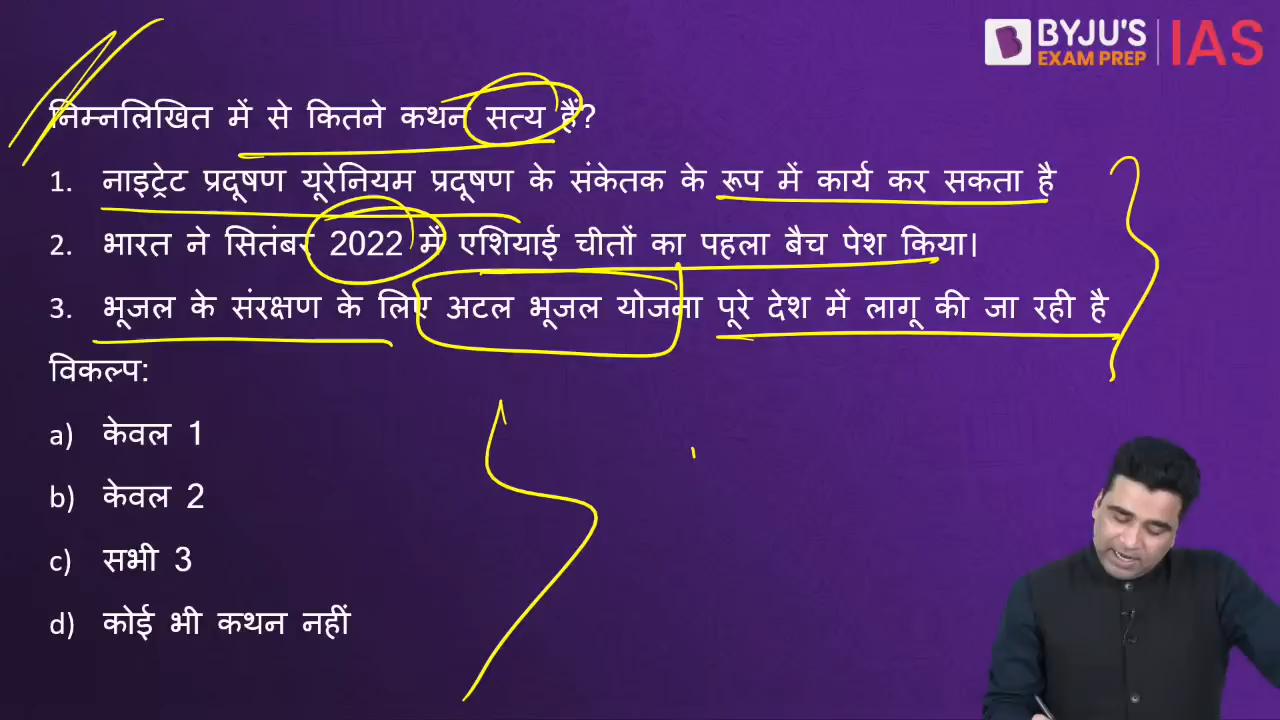 BYJU'S
EXAM PREP
IAS
निम्नलिखित में से कितने कथन सत्य हैं?
1. नाइट्रेट प्रदूषण यूरेनियम प्रदूषण के संकेतक के रूप में कार्य कर सकता है
2. भारत ने सितंबर 2022 में एशियाई चीतों का पहला बैच पेश किया।
3. भूजल के संरक्षण के लिए अटल भूजल योजना पूरे देश में लागू की जा रही है
विकल्प:
a) केवल 1
b) केवल 2
c) सभी 3
d) कोई भी कथन नहीं